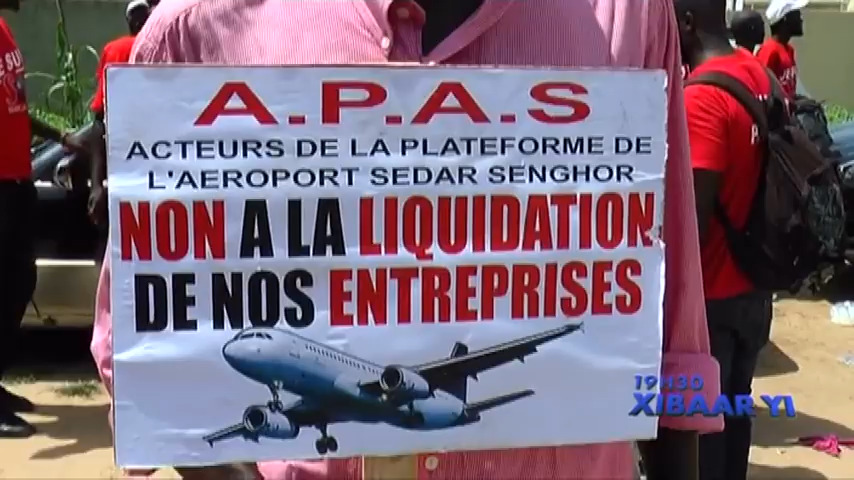 A.P.A.S
ACTEURS DE LA PLATEFORME DE
L'AEROPORT SEDAR SENGHOR
NON A LA LIQUIDATION
DE NOS ENTREPRISES
19H30
XIBAAR YI